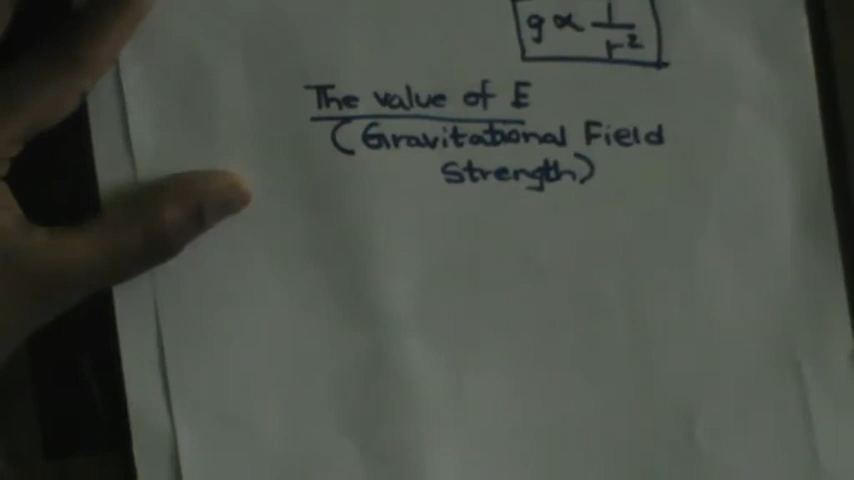 g ∝ 1/r²
The value of E
(Gravitational Field
Strength)